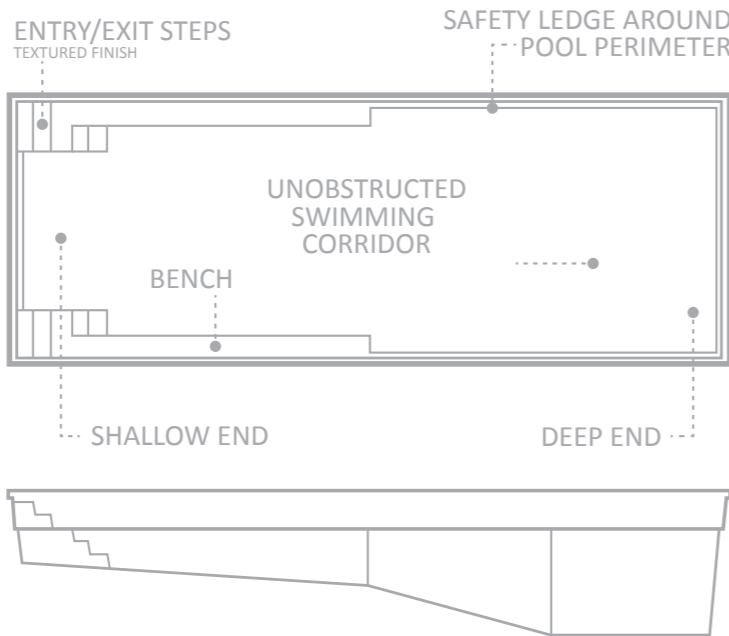 ENTRY/EXIT STEPS
TEXTURED FINISH
SAFETY LEDGE AROUND
POOL PERIMETER
UNOBSTRUCTED
SWIMMING
CORRIDOR
BENCH
SHALLOW END
DEEP END